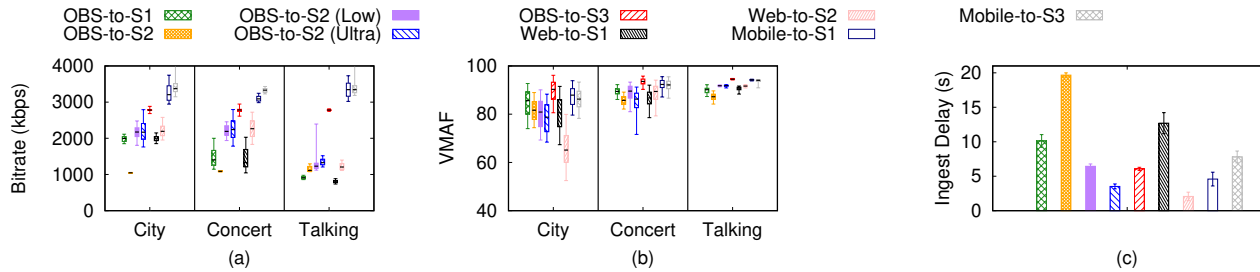 OBS-to-S1 OBS-to-S2 (Low) OBS-to-S3 Web-to-S2 Mobile-to-S3
OBS-to-S2 OBS-to-S2 (Ultra) Web-to-S1 Mobile-to-S1
Bitrate (kbps)
4000
3000
2000
1000
0
City Concert Talking
(a)
VMAF
100
80
60
40
City Concert Talking
(b)
Ingest Delay (s)
20
15
10
5
0
(c)